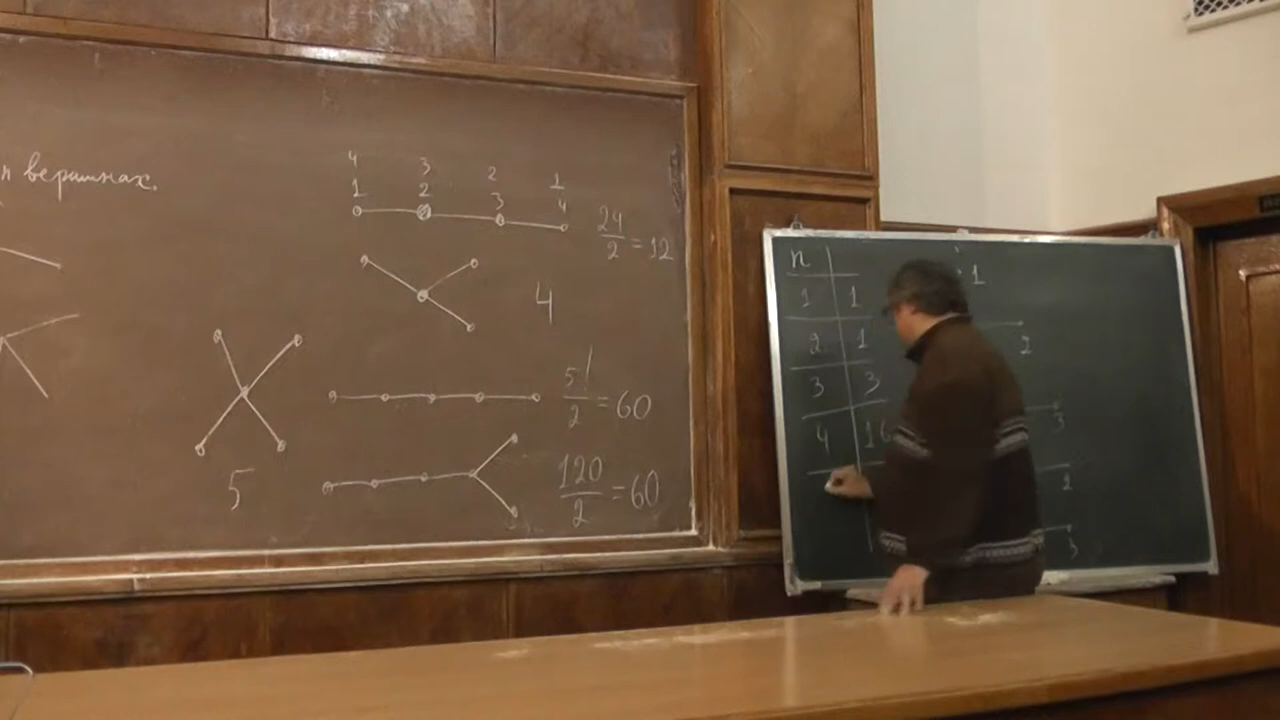 п вершинах.
4 3 2 1
1 2 3 4
24/2 = 12
4
5!/2 = 60
5
120/2 = 60
n
1 1
1
2 1
2
3 3
3
4 16
2
3